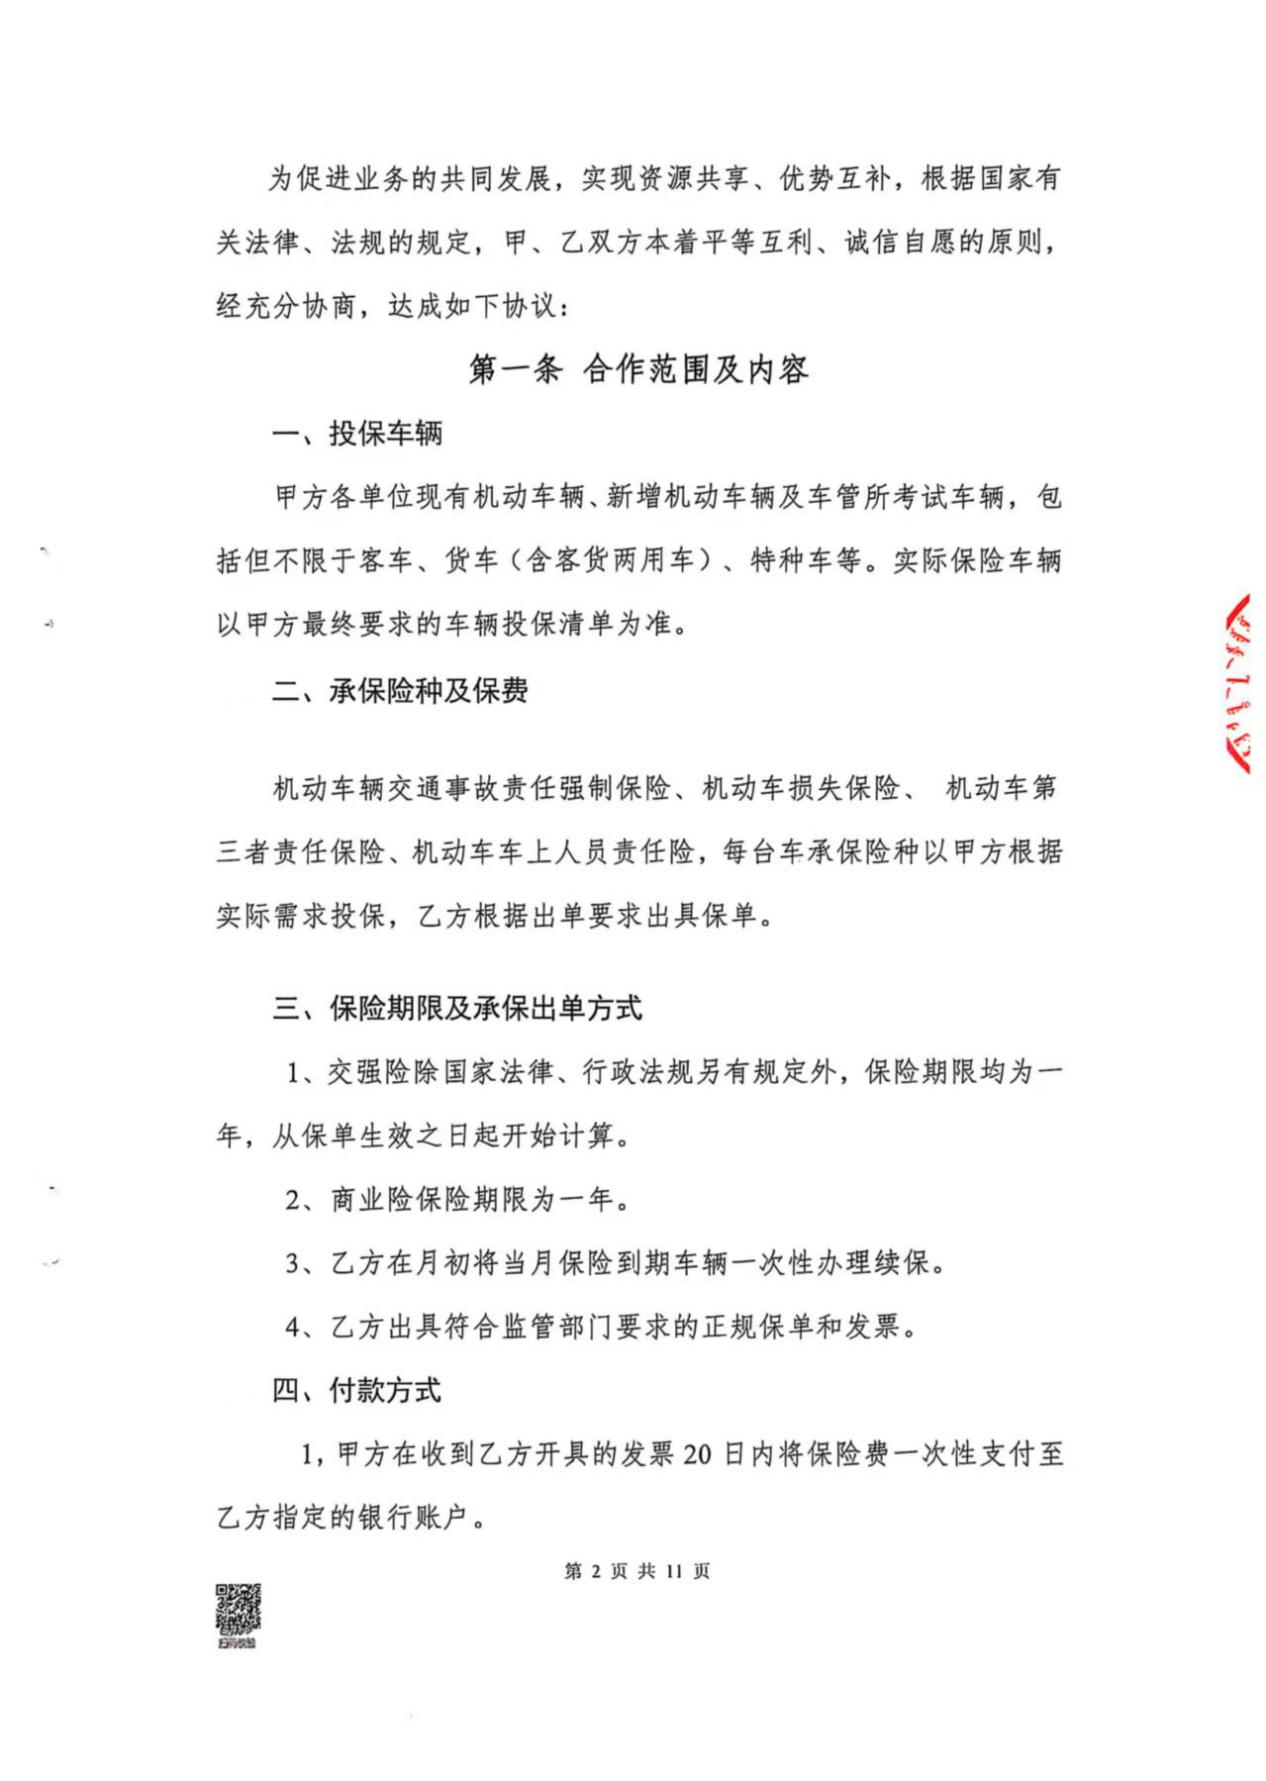 为促进业务的共同发展，实现资源共享、优势互补，根据国家有
关法律、法规的规定，甲、乙双方本着平等互利、诚信自愿的原则，
经充分协商，达成如下协议：
第一条 合作范围及内容
一、投保车辆
甲方各单位现有机动车辆、新增机动车辆及车管所考试车辆，包
括但不限于客车、货车（含客货两用车）、特种车等。实际保险车辆
以甲方最终要求的车辆投保清单为准。
二、承保险种及保费
机动车辆交通事故责任强制保险、机动车损失保险、 机动车第
三者责任保险、机动车车上人员责任险，每台车承保险种以甲方根据
实际需求投保，乙方根据出单要求出具保单。
三、保险期限及承保出单方式
1、交强险除国家法律、行政法规另有规定外，保险期限均为一
年，从保单生效之日起开始计算。
2、商业险保险期限为一年。
3、乙方在月初将当月保险到期车辆一次性办理续保。
4、乙方出具符合监管部门要求的正规保单和发票。
四、付款方式
1，甲方在收到乙方开具的发票 20 日内将保险费一次性支付至
乙方指定的银行账户。
第 2 页 共 11 页